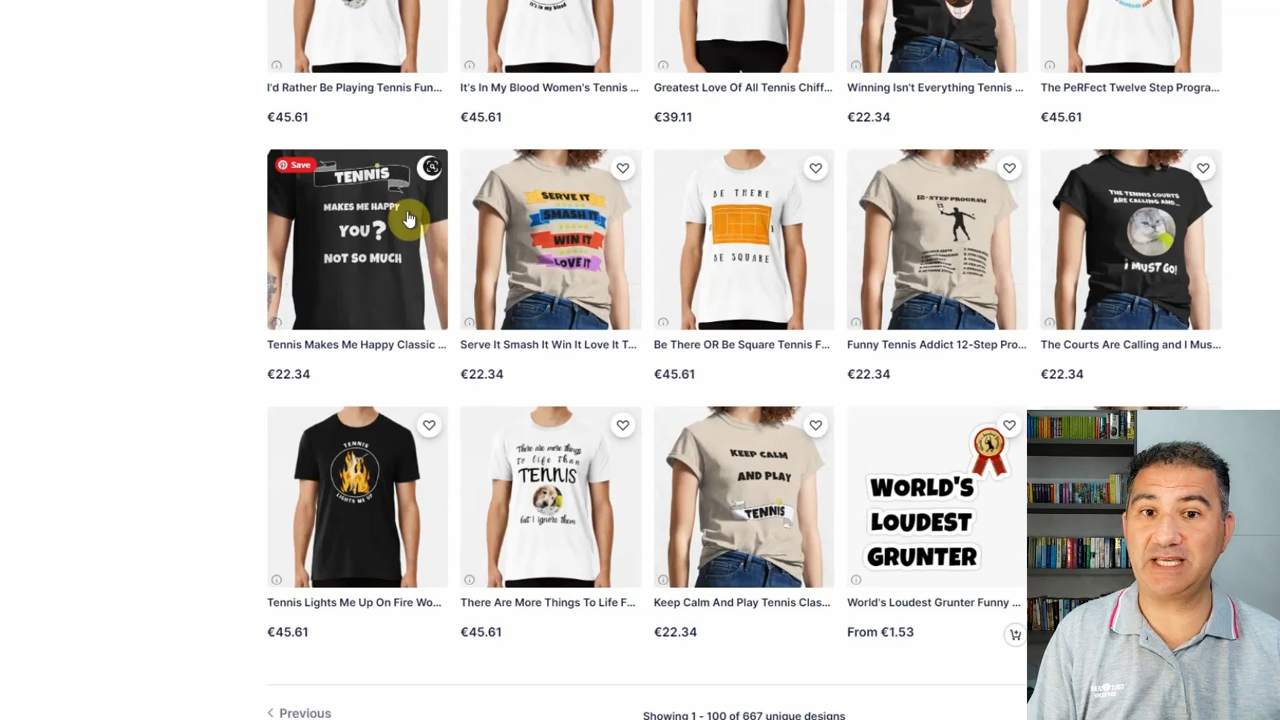 it's in my blood
I'd Rather Be Playing Tennis Fun...
It's In My Blood Women's Tennis ...
Greatest Love Of All Tennis Chiff...
Winning Isn't Everything Tennis ...
The PeRFect Twelve Step Progra...
€45.61
€45.61
€39.11
€22.34
€45.61
Save
TENNIS
MAKES ME HAPPY
YOU?
NOT SO MUCH
SERVE IT
SMASH IT
WIN IT
LOVE IT
BE THERE
BE SQUARE
12-STEP PROGRAM
THE TENNIS COURTS
ARE CALLING AND...
I MUST GO!
Tennis Makes Me Happy Classic ...
Serve It Smash It Win It Love It T...
Be There OR Be Square Tennis F...
Funny Tennis Addict 12-Step Pro...
The Courts Are Calling and I Mus...
€22.34
€22.34
€45.61
€22.34
€22.34
TENNIS
LIGHTS ME UP
There are more things
to life than
TENNIS
but I ignore them
KEEP CALM
AND PLAY
TENNIS
WORLD'S
LOUDEST
GRUNTER
Tennis Lights Me Up On Fire Wo...
There Are More Things To Life F...
Keep Calm And Play Tennis Clas...
World's Loudest Grunter Funny ...
€45.61
€45.61
€22.34
From €1.53
Previous
Showing 1 - 100 of 667 unique designs